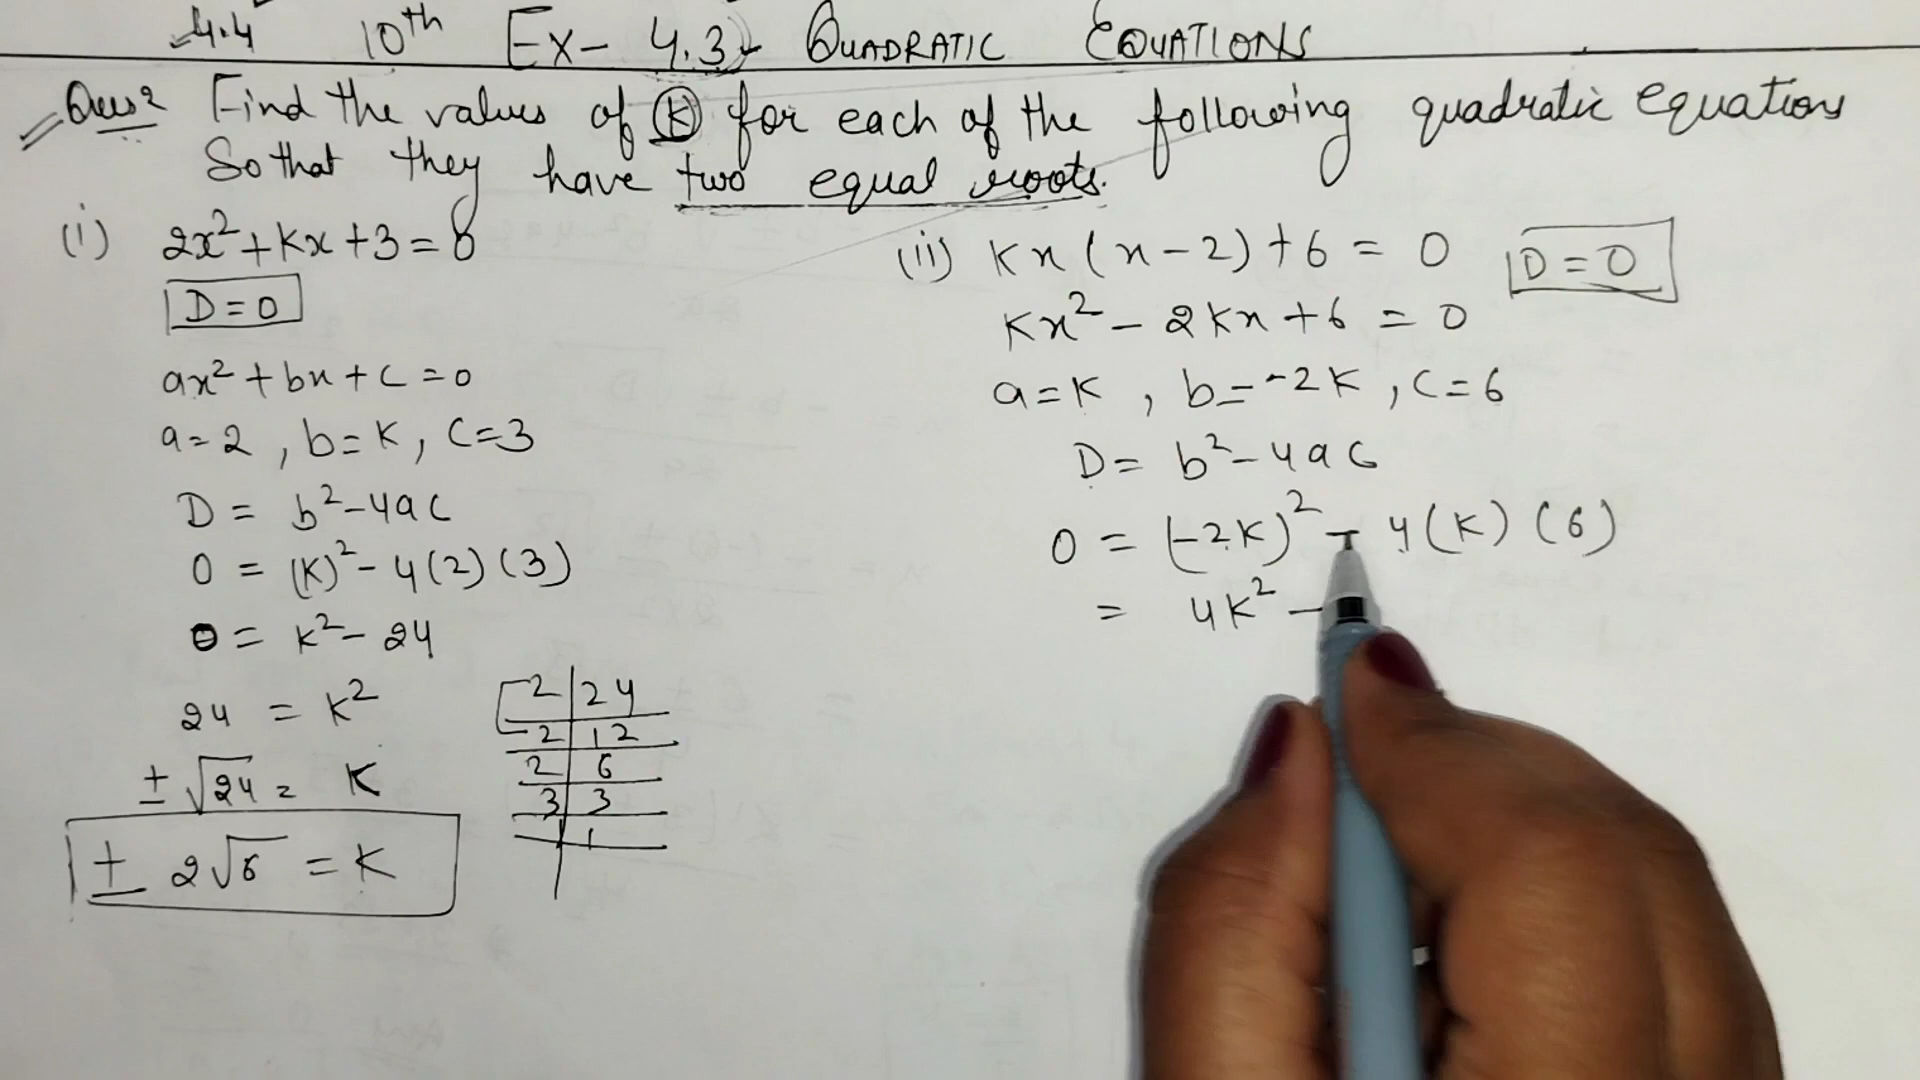 4.4 10th Ex- 4.3 QUADRATIC EQUATIONS
Ques 2 Find the values of K for each of the following quadratic equations
So that they have two equal roots.
(i) 2x² + Kx + 3 = 0
D = 0
ax² + bx + c = 0
a = 2 , b = K , C = 3
D = b² - 4ac
0 = (K)² - 4(2)(3)
0 = K² - 24
24 = K²
± √24 = K
± 2√6 = K
2 | 24
2 | 12
2 | 6
3 | 3
| 1
(ii) Kx(x - 2) + 6 = 0 D = 0
Kx² - 2Kx + 6 = 0
a = K , b = -2K , C = 6
D = b² - 4ac
0 = (-2K)² - 4(K)(6)
= 4K² -